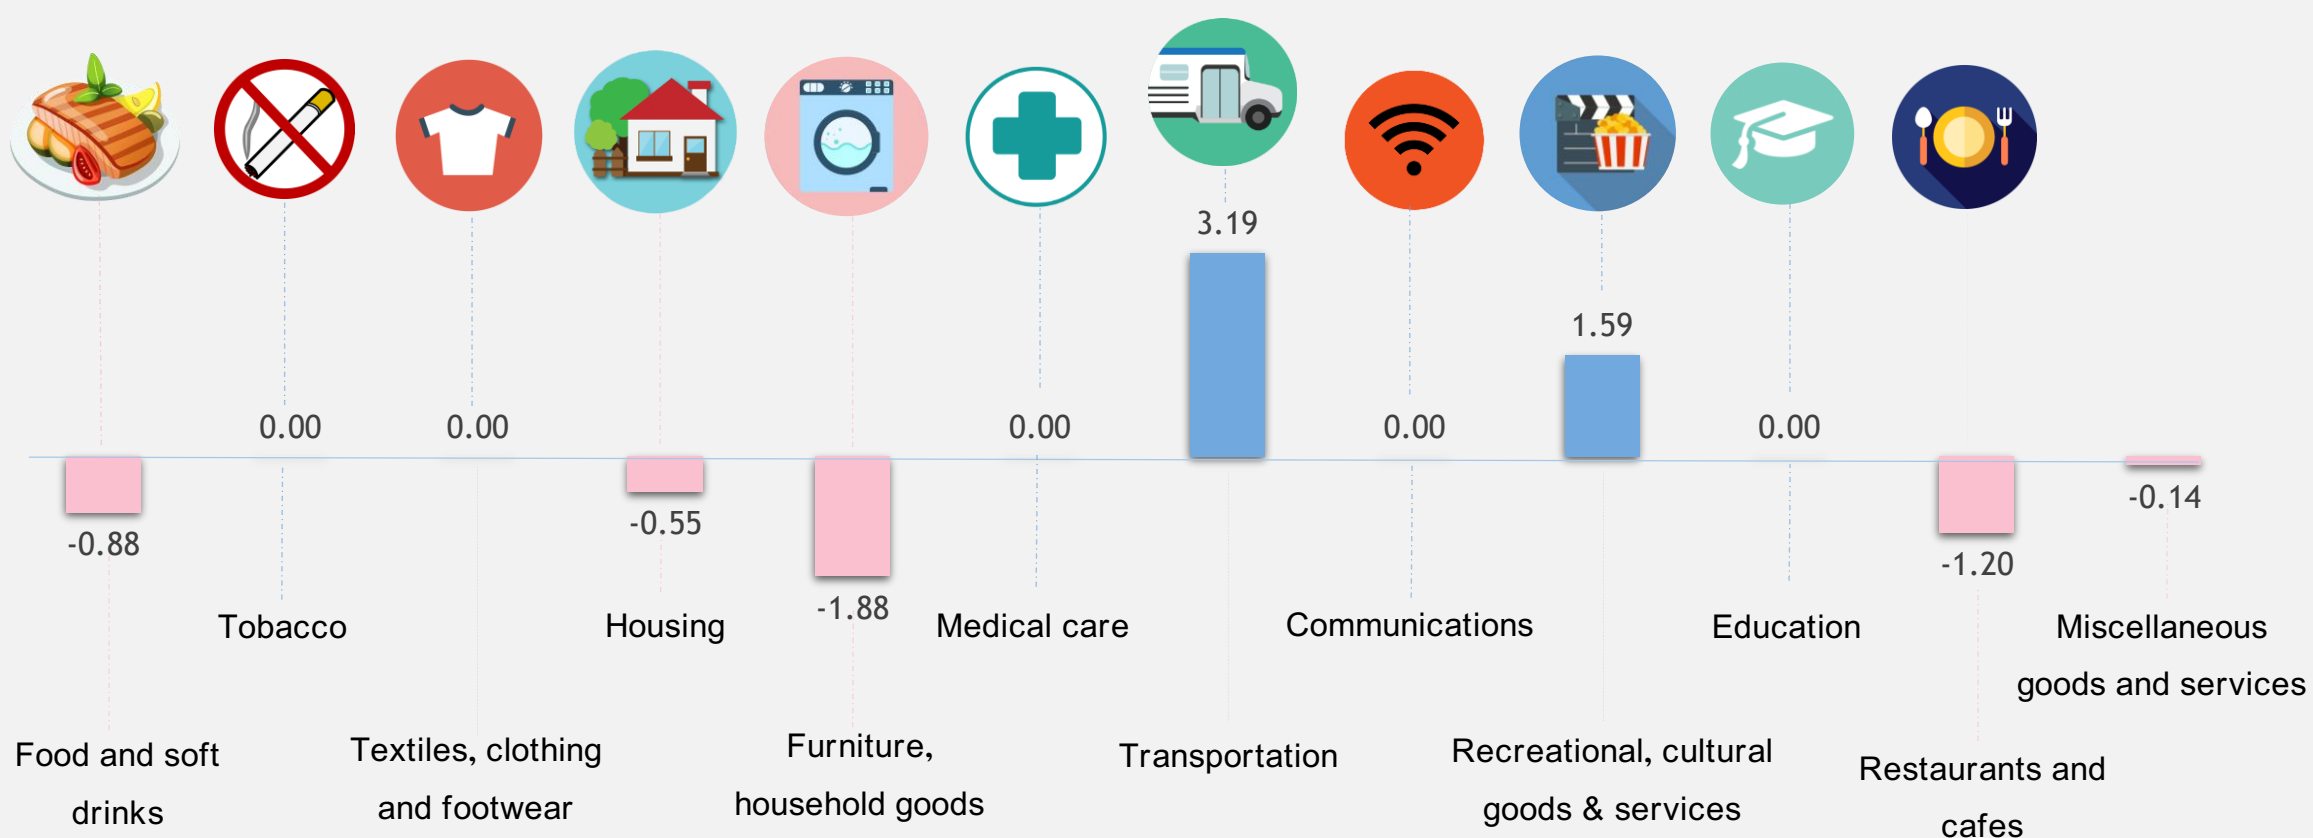 3.19
1.59
0.00
0.00
0.00
0.00
0.00
-0.88
-0.55
-1.88
-1.20
-0.14
Food and soft
drinks
Tobacco
Textiles, clothing
and footwear
Housing
Furniture,
household goods
Medical care
Transportation
Communications
Recreational, cultural
goods & services
Education
Restaurants and
cafes
Miscellaneous
goods and services